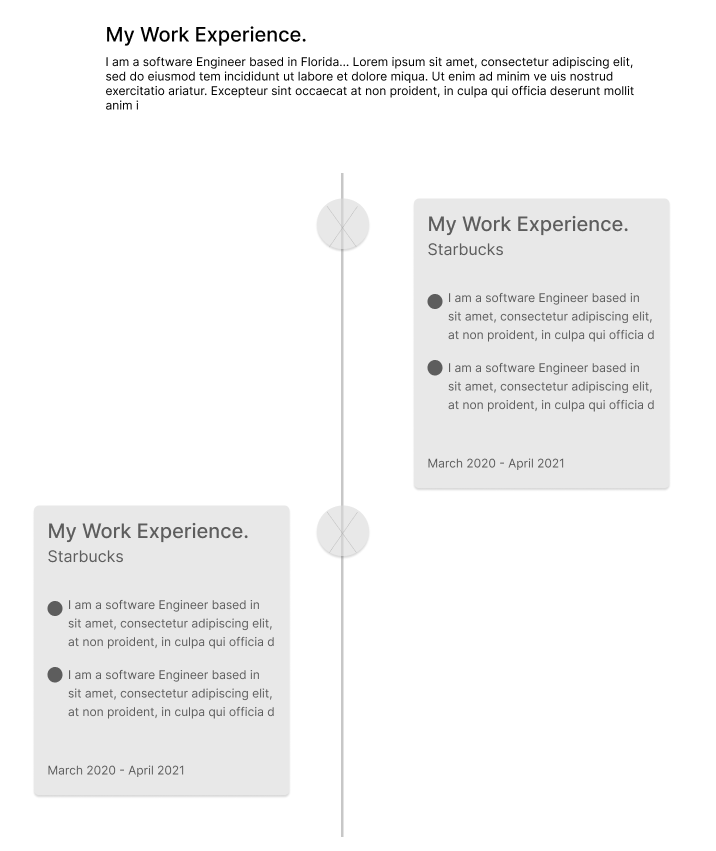 My Work Experience.
I am a software Engineer based in Florida... Lorem ipsum sit amet, consectetur adipiscing elit,
sed do eiusmod tem incididunt ut labore et dolore miqua. Ut enim ad minim ve uis nostrud
exercitatio ariatur. Excepteur sint occaecat at non proident, in culpa qui officia deserunt mollit
anim i
My Work Experience.
Starbucks
I am a software Engineer based in
sit amet, consectetur adipiscing elit,
at non proident, in culpa qui officia d
I am a software Engineer based in
sit amet, consectetur adipiscing elit,
at non proident, in culpa qui officia d
March 2020 - April 2021
My Work Experience.
Starbucks
I am a software Engineer based in
sit amet, consectetur adipiscing elit,
at non proident, in culpa qui officia d
I am a software Engineer based in
sit amet, consectetur adipiscing elit,
at non proident, in culpa qui officia d
March 2020 - April 2021